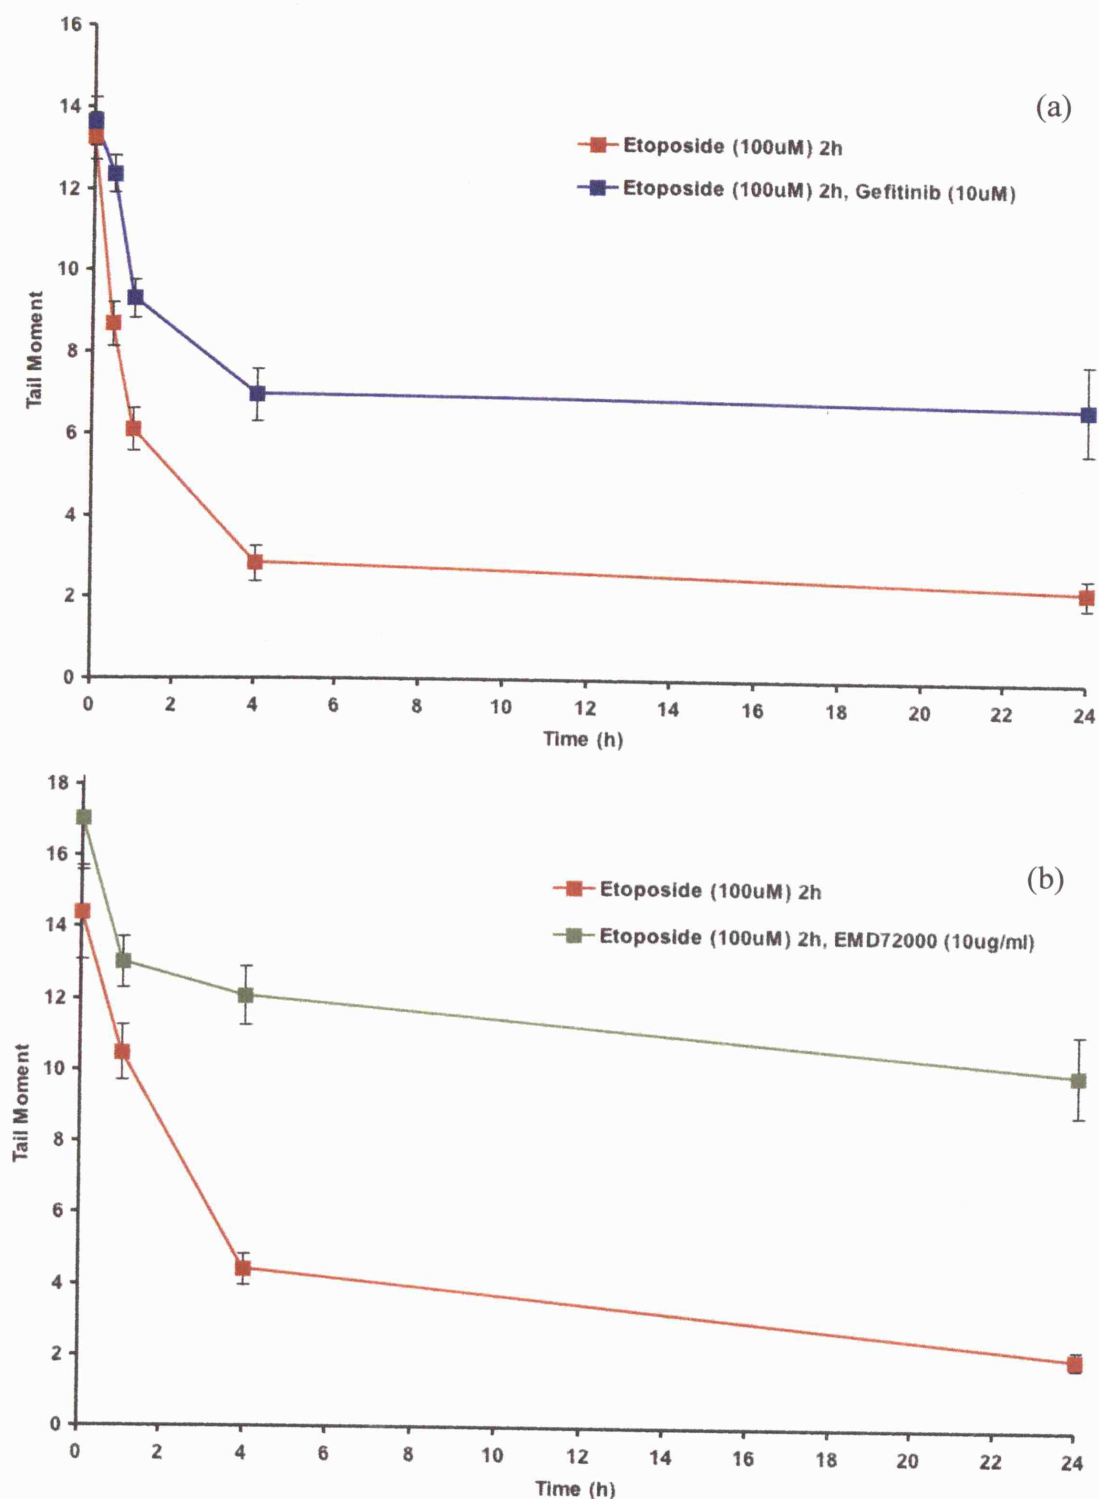 16
(a)
14
Etoposide (100uM) 2h
12
Etoposide (100uM) 2h, Gefitinib (10uM)
10
8
Tail Moment
6
4
2
0
0 2 4 6 8 10 12 14 16 18 20 22 24
Time (h)
18
16
(b)
Etoposide (100uM) 2h
14
Etoposide (100uM) 2h, EMD72000 (10ug/ml)
12
10
Tail Moment
8
6
4
2
0
0 2 4 6 8 10 12 14 16 18 20 22 24
Time (h)